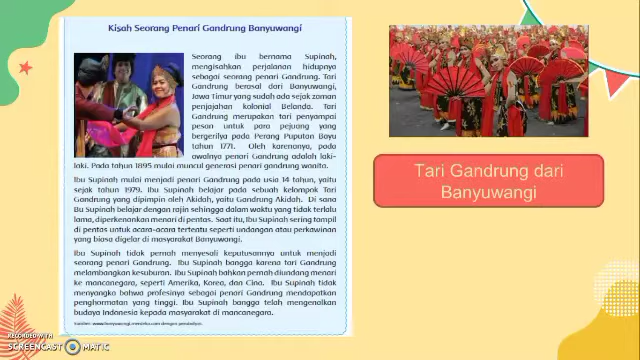 Kisah Seorang Penari Gandrung Banyuwangi
Seorang ibu bernama Supinah,
mengisahkan perjalanan hidupnya
sebagai seorang penari Gandrung. Tari
Gandrung berasal dari Banyuwangi,
Jawa Timur yang sudah ada sejak zaman
penjajahan kolonial Belanda. Tari
Gandrung merupakan tari penyampai
pesan untuk para pejuang yang
bergerilya pada Perang Puputan Bayu
tahun 1771. Oleh karenanya, pada
awalnya penari Gandrung adalah laki-
laki. Pada tahun 1895 mulai muncul generasi penari gandrung wanita.
Ibu Supinah mulai menjadi penari Gandrung pada usia 14 tahun, yaitu
sejak tahun 1979. Ibu Supinah belajar pada sebuah kelompok Tari
Gandrung yang dipimpin oleh Akidah, yaitu Gandrung Akidah. Di sana
Bu Supinah belajar dengan rajin sehingga dalam waktu yang tidak terlalu
lama, diperkenankan menari di pentas. Saat itu, Ibu Supinah sering tampil
di pentas untuk acara-acara tertentu seperti undangan atau perkawinan
yang biasa digelar di masyarakat Banyuwangi.
Ibu Supinah tidak pernah menyesali keputusannya untuk menjadi
seorang penari Gandrung. Ibu Supinah bangga karena tari Gandrung
melambangkan kesuburan. Ibu Supinah bahkan pernah diundang menari
ke mancanegara, seperti Amerika, Korea, dan Cina. Ibu Supinah tidak
menyangka bahwa profesinya sebagai penari Gandrung mendapatkan
penghormatan yang tinggi. Ibu Supinah bangga telah mengenalkan
budaya Indonesia kepada masyarakat di mancanegara.
Tari Gandrung dari
Banyuwangi
RECORDED WITH
SCREENCAST MATIC